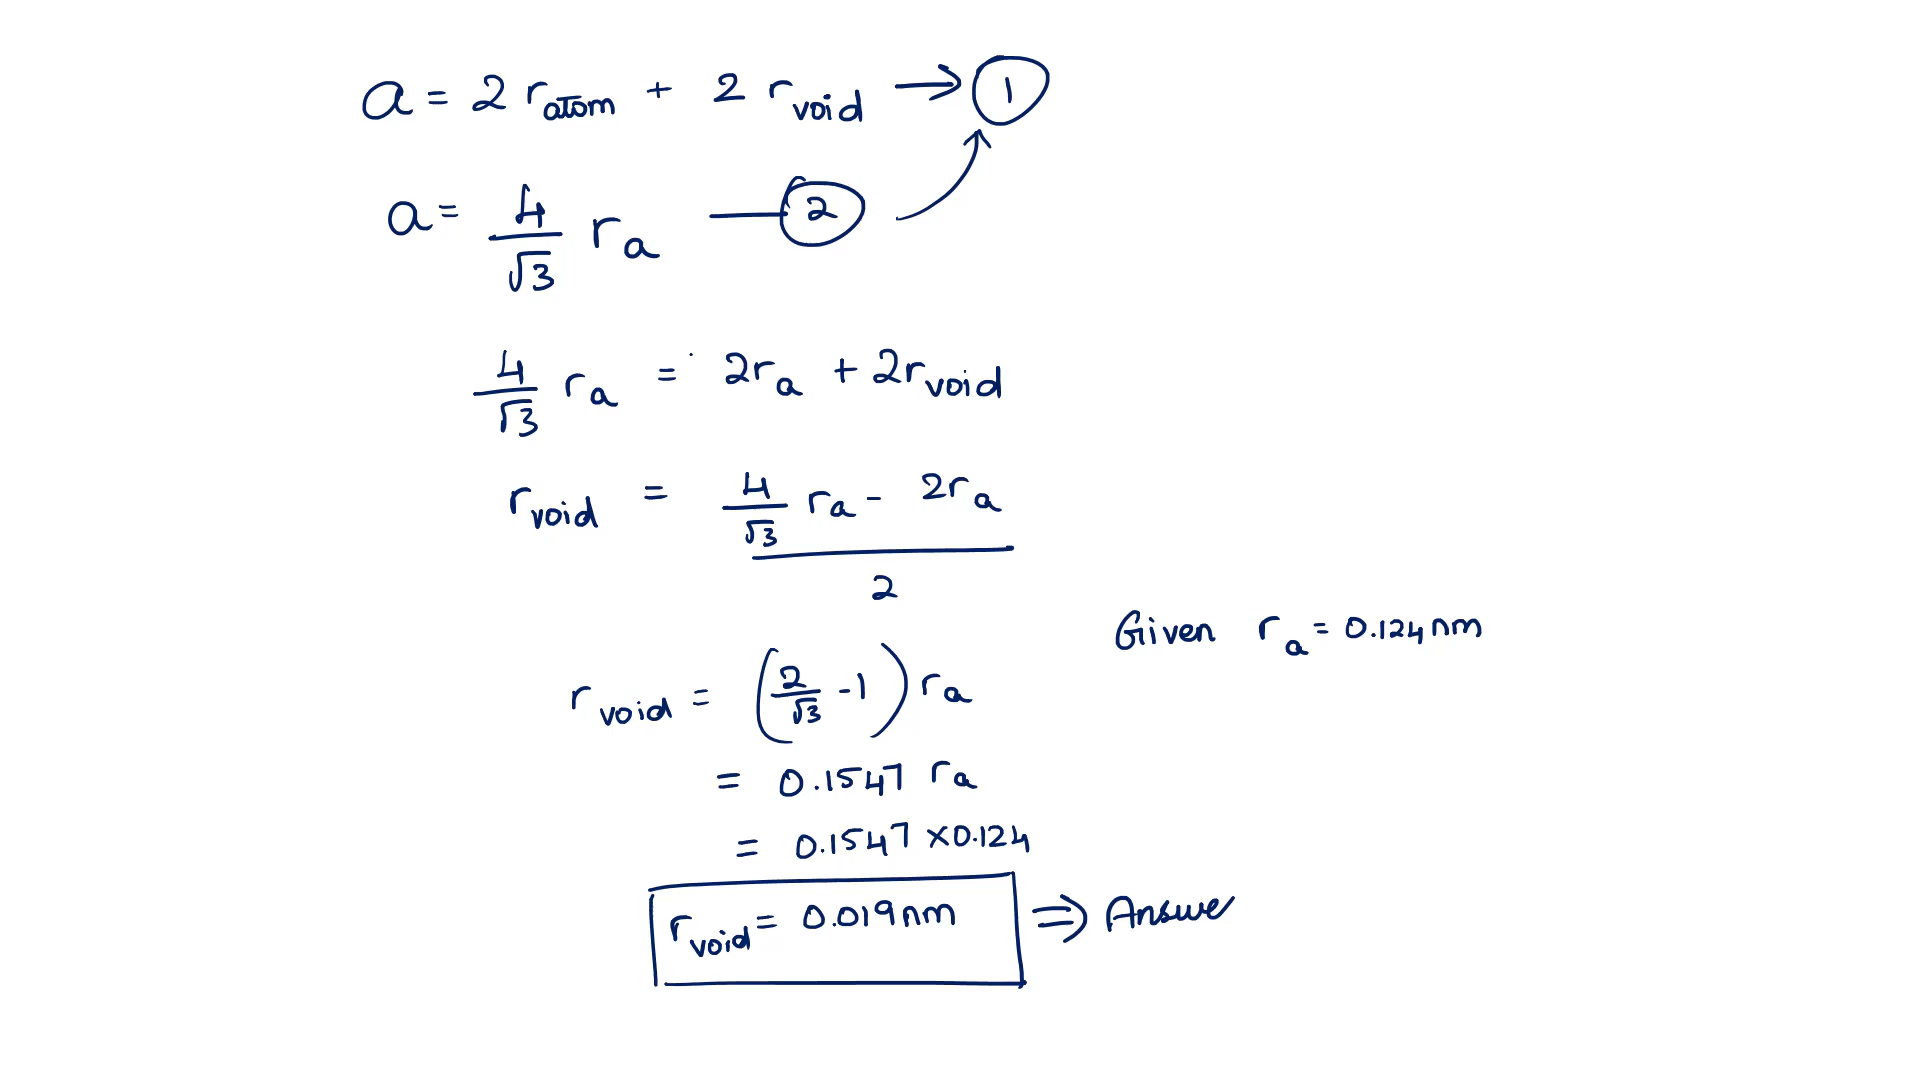 a = 2 r_atom + 2 r_void → ①
a = 4/√3 r_a — ②
4/√3 r_a = 2r_a + 2r_void
r_void = (4/√3 r_a - 2r_a)/2
Given r_a = 0.124nm
r_void = (2/√3 - 1) r_a
= 0.1547 r_a
= 0.1547 × 0.124
r_void = 0.019nm ⇒ Answe